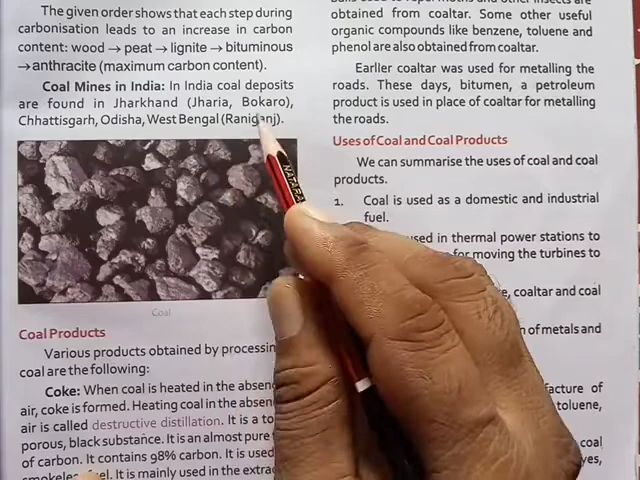 The given order shows that each step during
carbonisation leads to an increase in carbon
content: wood → peat → lignite → bituminous
→anthracite (maximum carbon content).
Coal Mines in India: In India coal deposits
are found in Jharkhand (Jharia, Bokaro),
Chhattisgarh, Odisha, West Bengal (Raniganj).
Coal
Coal Products
Various products obtained by processin
coal are the following:
Coke: When coal is heated in the absen
air, coke is formed. Heating coal in the absen
air is called destructive distillation. It is a to
porous, black substance. It is an almost pure
of carbon. It contains 98% carbon. It is used
fuel. It is mainly used in the extra
obtained from coaltar. Some other useful
organic compounds like benzene, toluene and
phenol are also obtained from coaltar.
Earlier coaltar was used for metalling the
roads. These days, bitumen, a petroleum
product is used in place of coaltar for metalling
the roads.
Uses of Coal and Coal Products
We can summarise the uses of coal and coal
products.
1. Coal is used as a domestic and industrial
fuel.
used in thermal power stations to
for moving the turbines to
coaltar and coal
n of metals and
facture of
toluene,
coal
NATARA